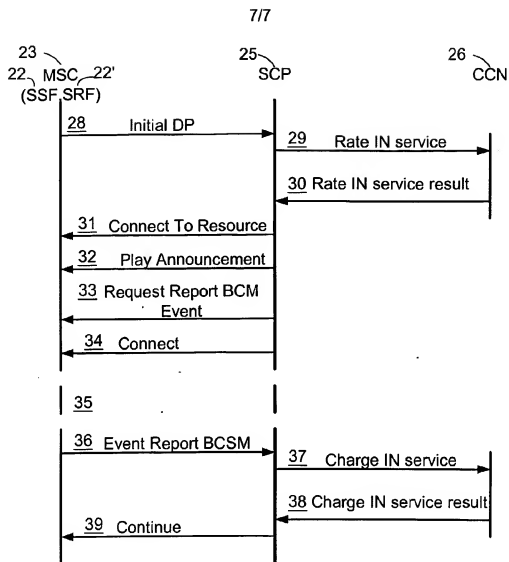 7/7
23 25 26
22 MSC 22' SCP CCN
(SSF SRF)
28 Initial DP
29 Rate IN service
30 Rate IN service result
31 Connect To Resource
32 Play Announcement
33 Request Report BCM
Event
34 Connect
35
36 Event Report BCSM
37 Charge IN service
38 Charge IN service result
39 Continue